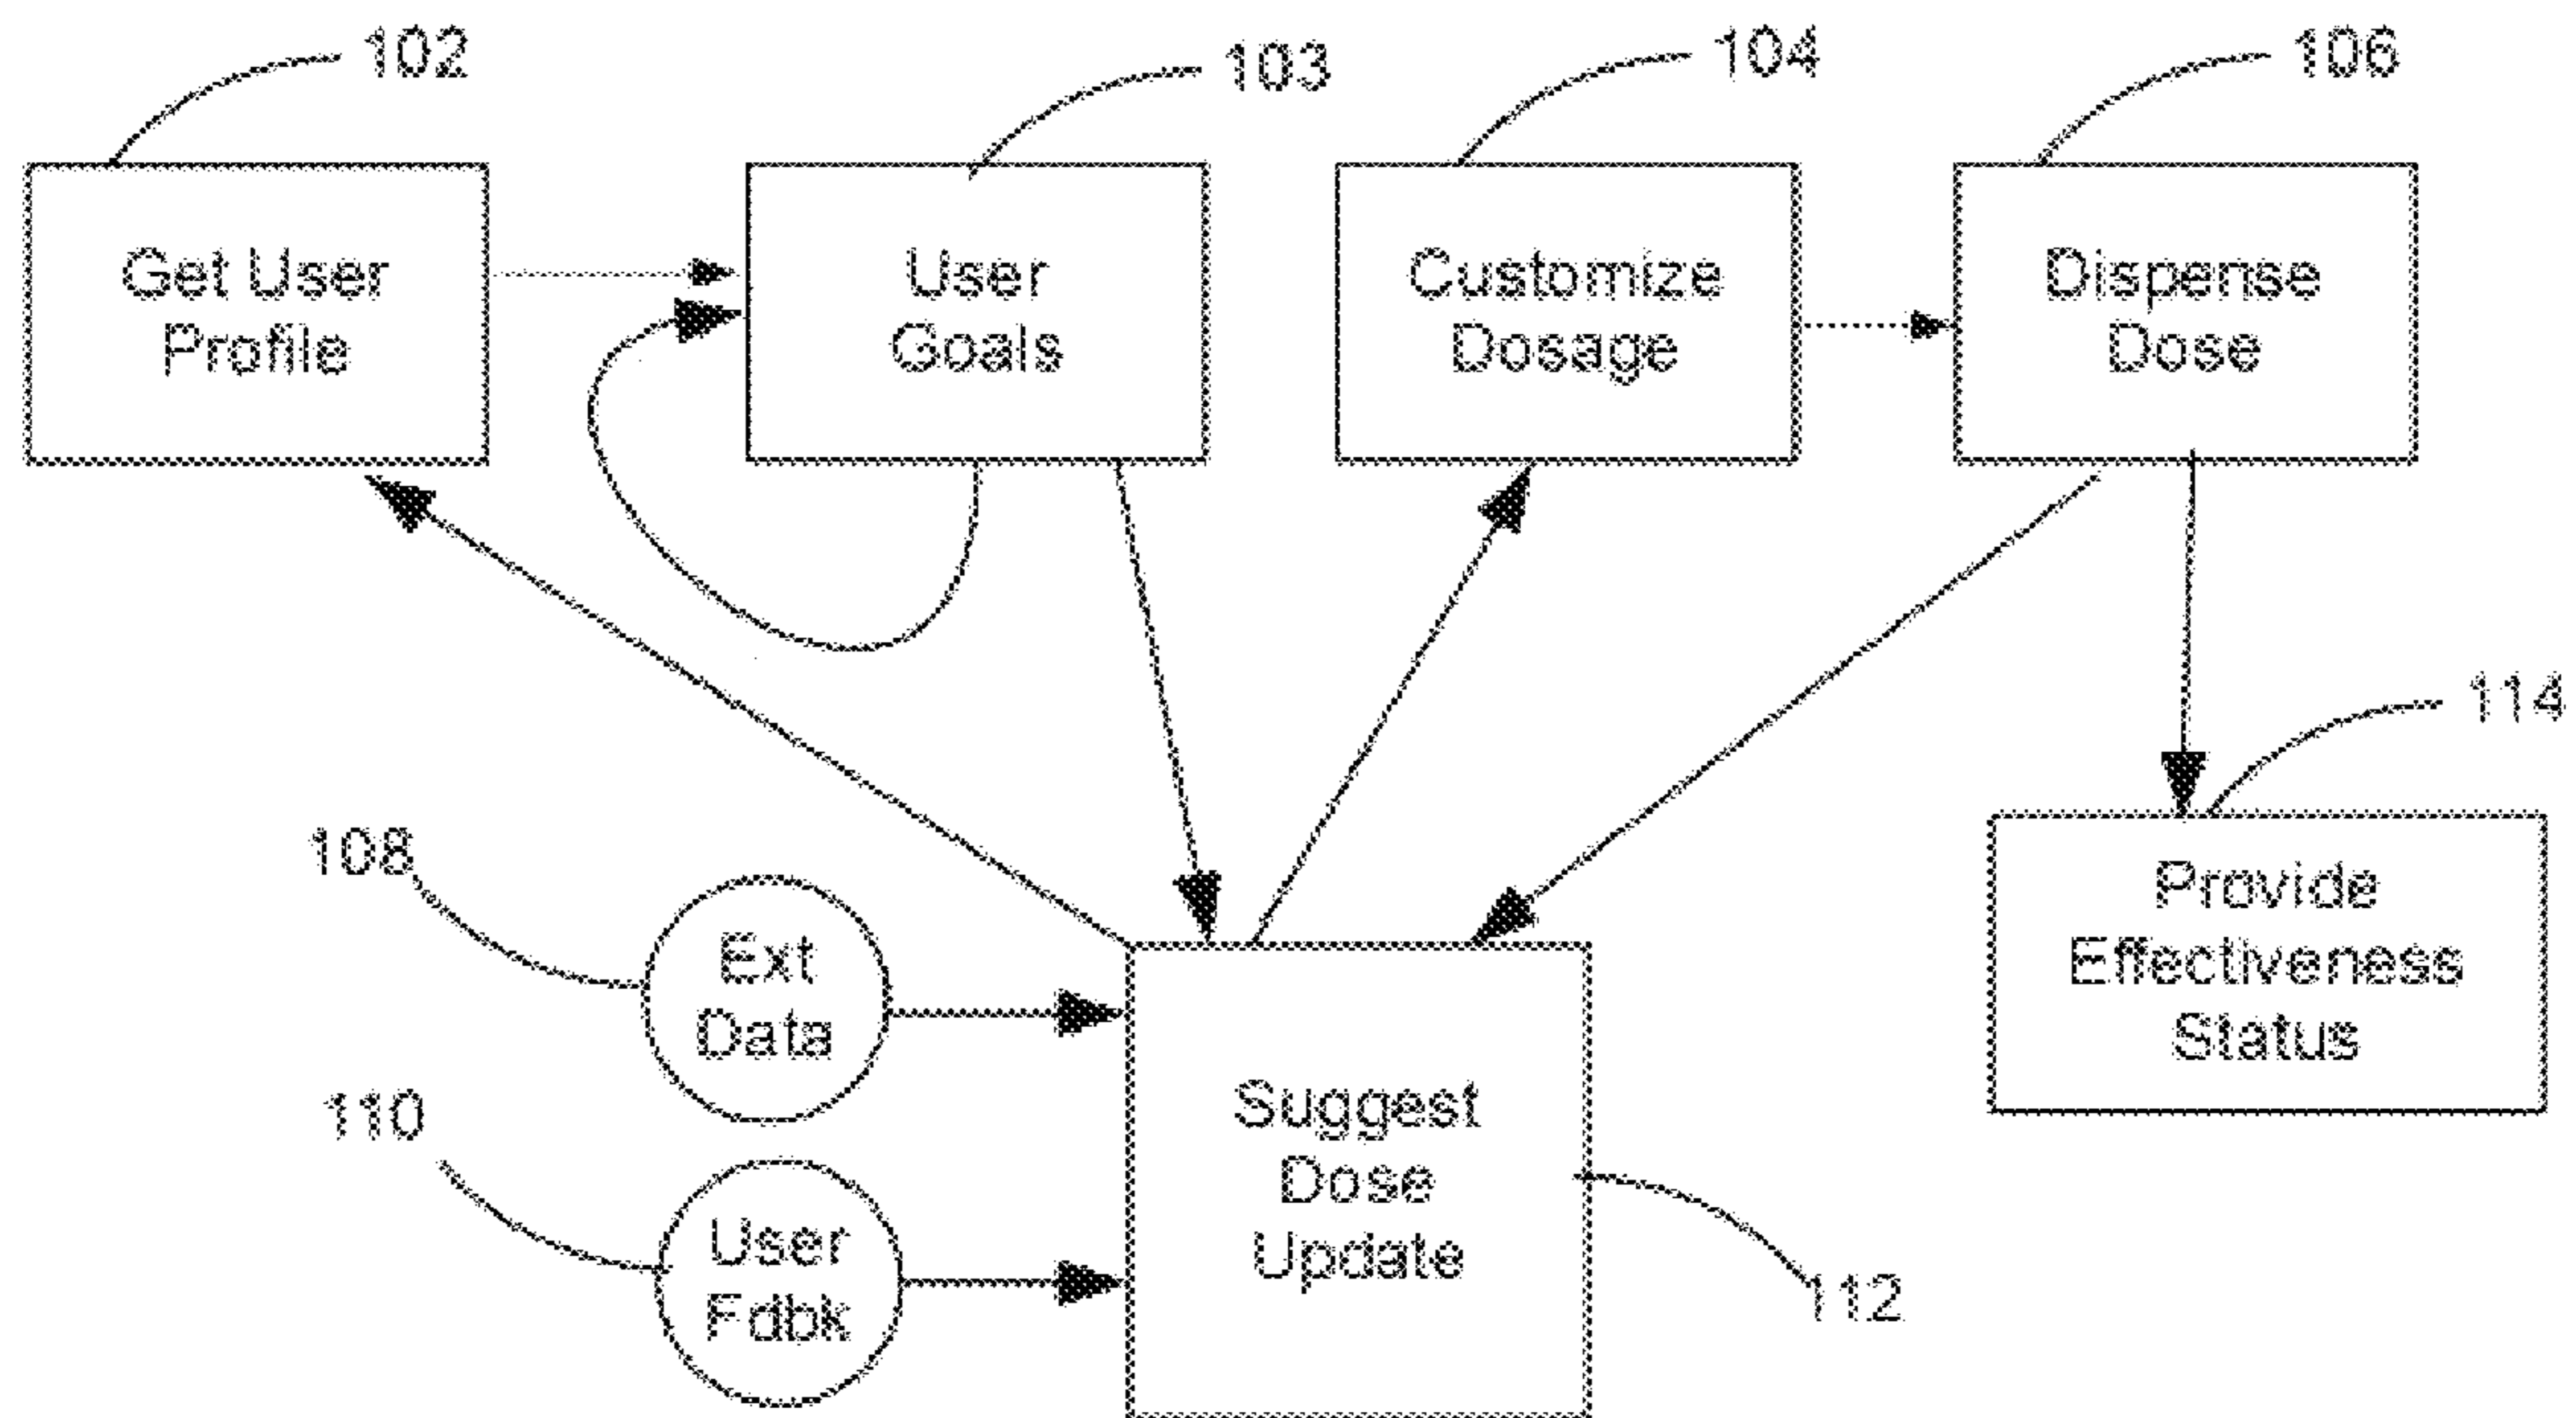 102
103
104
106
Get User
Profile
User
Goals
Customize
Dosage
Dispense
Dose
114
108
Ext
Data
Provide
Effectiveness
Status
110
User
Fdbk
Suggest
Dose
Update
112